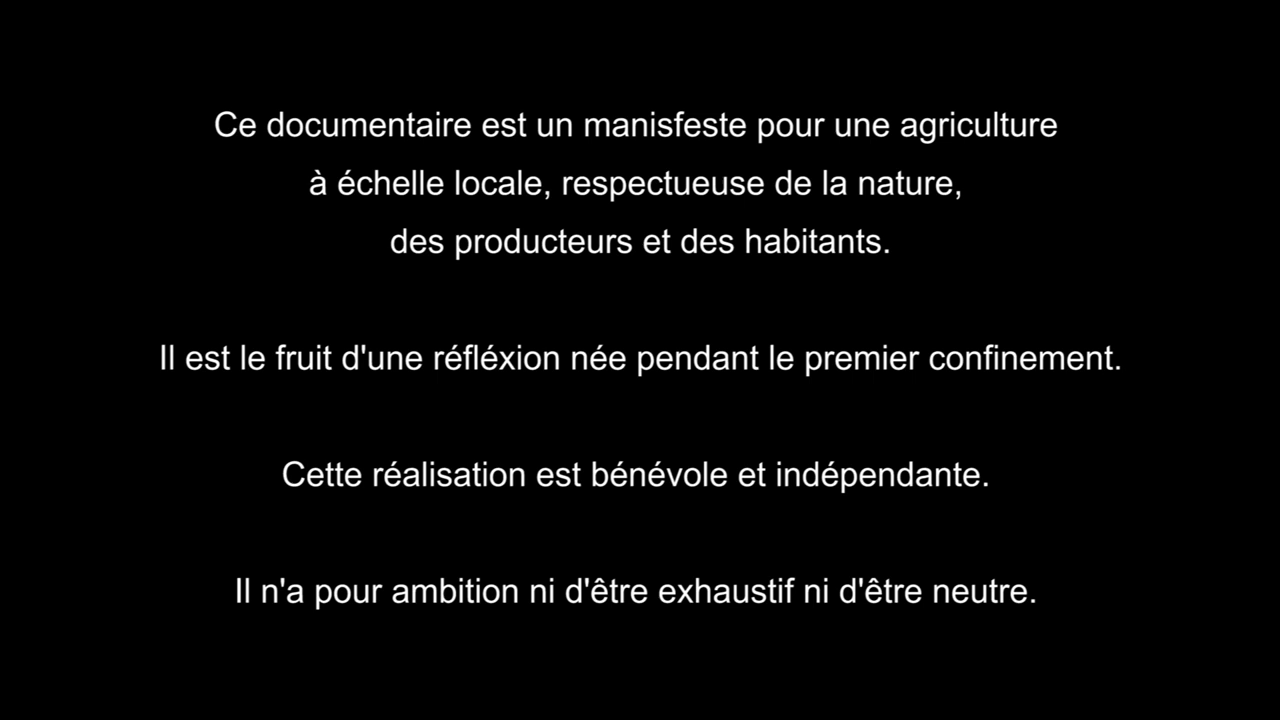 Ce documentaire est un manisfeste pour une agriculture
à échelle locale, respectueuse de la nature,
des producteurs et des habitants.
Il est le fruit d'une réfléxion née pendant le premier confinement.
Cette réalisation est bénévole et indépendante.
Il n'a pour ambition ni d'être exhaustif ni d'être neutre.